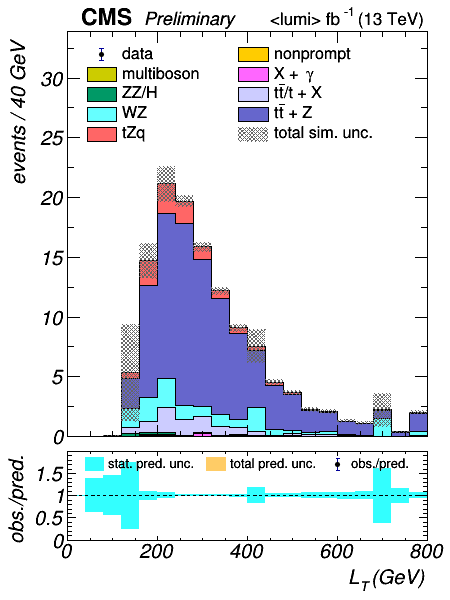 CMS Preliminary <lumi> fb⁻¹ (13 TeV)
events / 40 GeV
30
25
20
15
10
5
0
data
multiboson
ZZ/H
WZ
tZq
nonprompt
X + γ
tt̄/t + X
tt̄ + Z
total sim. unc.
obs./pred.
1.5
1
0.5
0
stat. pred. unc. total pred. unc. obs./pred.
0 200 400 600 800
L_T(GeV)